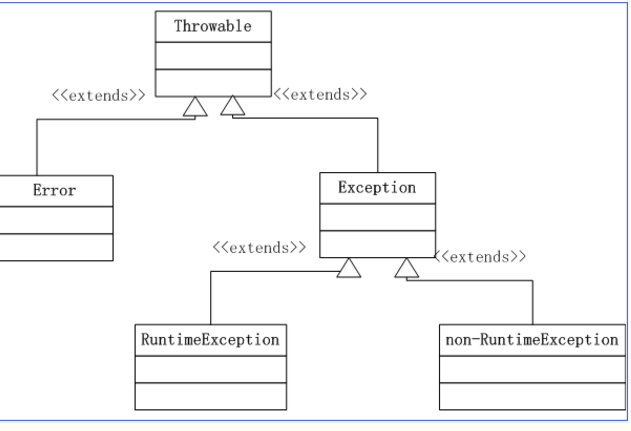 Throwable
<<extends>>
<<extends>>
Error
Exception
<<extends>>
<<extends>>
RuntimeException
non-RuntimeException